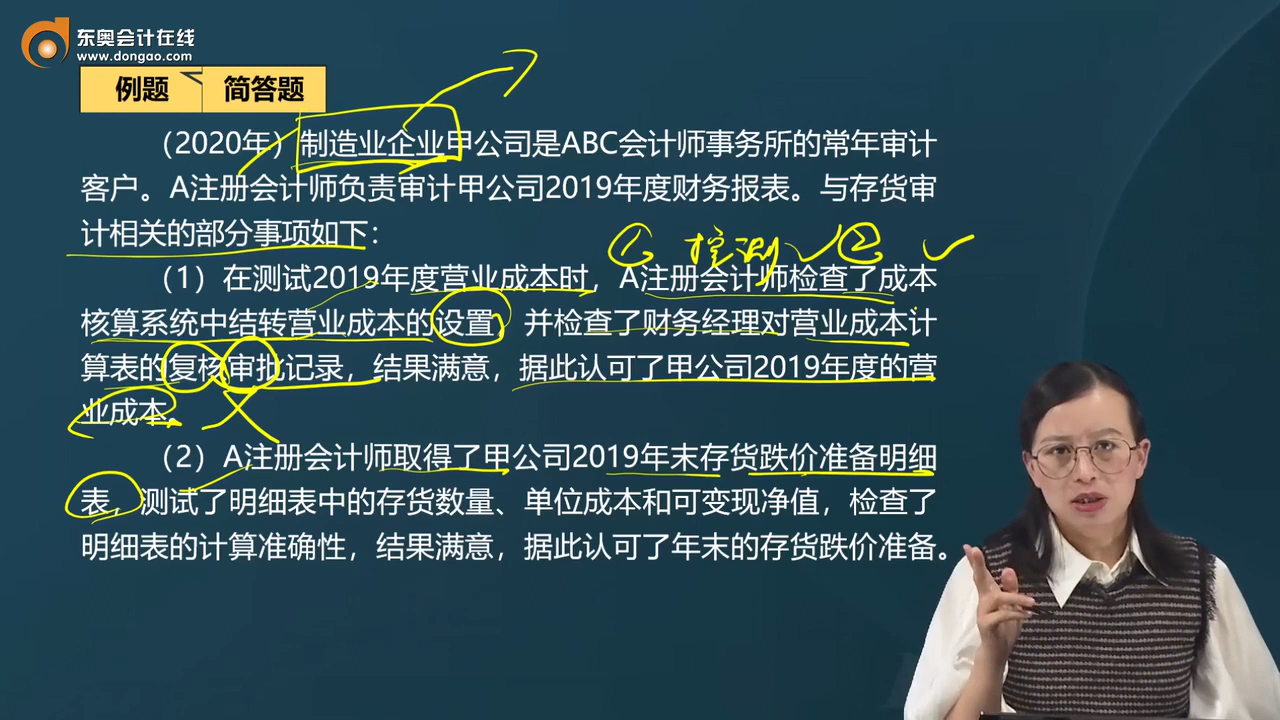 东奥会计在线
www.dongao.com
例题 简答题
(2020年)制造业企业甲公司是ABC会计师事务所的常年审计
客户。A注册会计师负责审计甲公司2019年度财务报表。与存货审
计相关的部分事项如下：
① 控测 ②
(1)在测试2019年度营业成本时，A注册会计师检查了成本
核算系统中结转营业成本的设置，并检查了财务经理对营业成本计
算表的复核审批记录，结果满意，据此认可了甲公司2019年度的营
业成本。
(2)A注册会计师取得了甲公司2019年末存货跌价准备明细
表，测试了明细表中的存货数量、单位成本和可变现净值，检查了
明细表的计算准确性，结果满意，据此认可了年末的存货跌价准备。